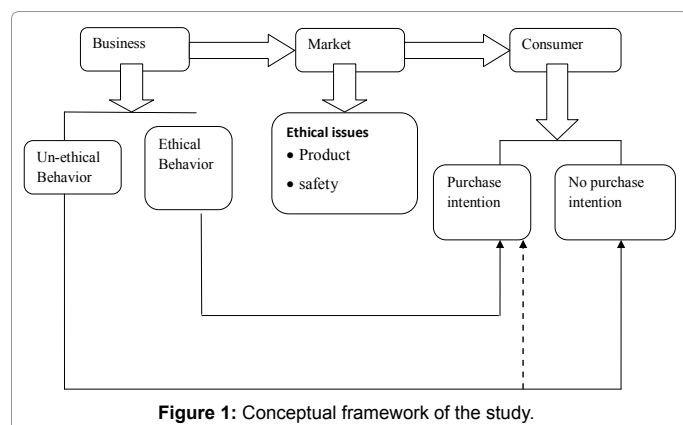 Business
Market
Consumer
Un-ethical
Behavior
Ethical
Behavior
Ethical issues
• Product
• safety
Purchase
intention
No purchase
intention
Figure 1: Conceptual framework of the study.